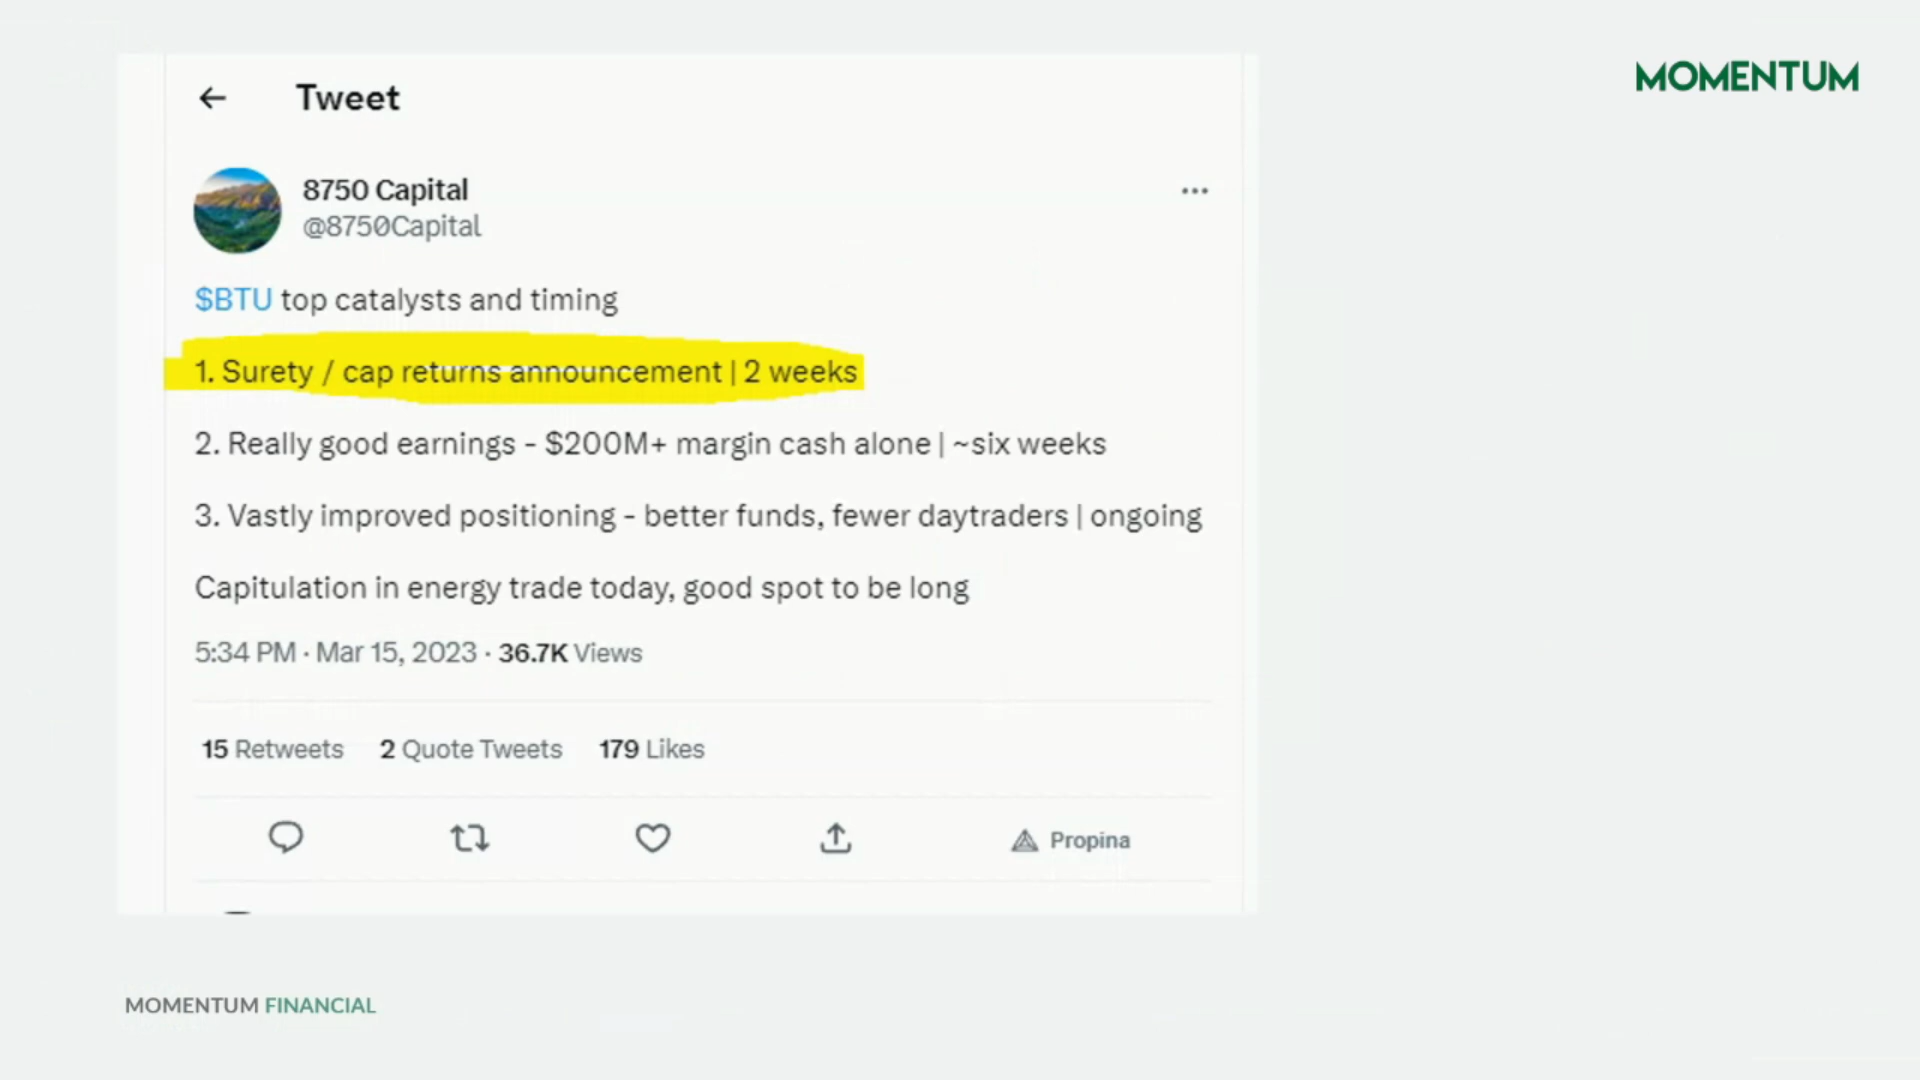 MOMENTUM
Tweet
8750 Capital
@8750Capital
$BTU top catalysts and timing
1. Surety / cap returns announcement | 2 weeks
2. Really good earnings - $200M+ margin cash alone | ~six weeks
3. Vastly improved positioning - better funds, fewer daytraders | ongoing
Capitulation in energy trade today, good spot to be long
5:34 PM · Mar 15, 2023 · 36.7K Views
15 Retweets 2 Quote Tweets 179 Likes
Propina
MOMENTUM FINANCIAL